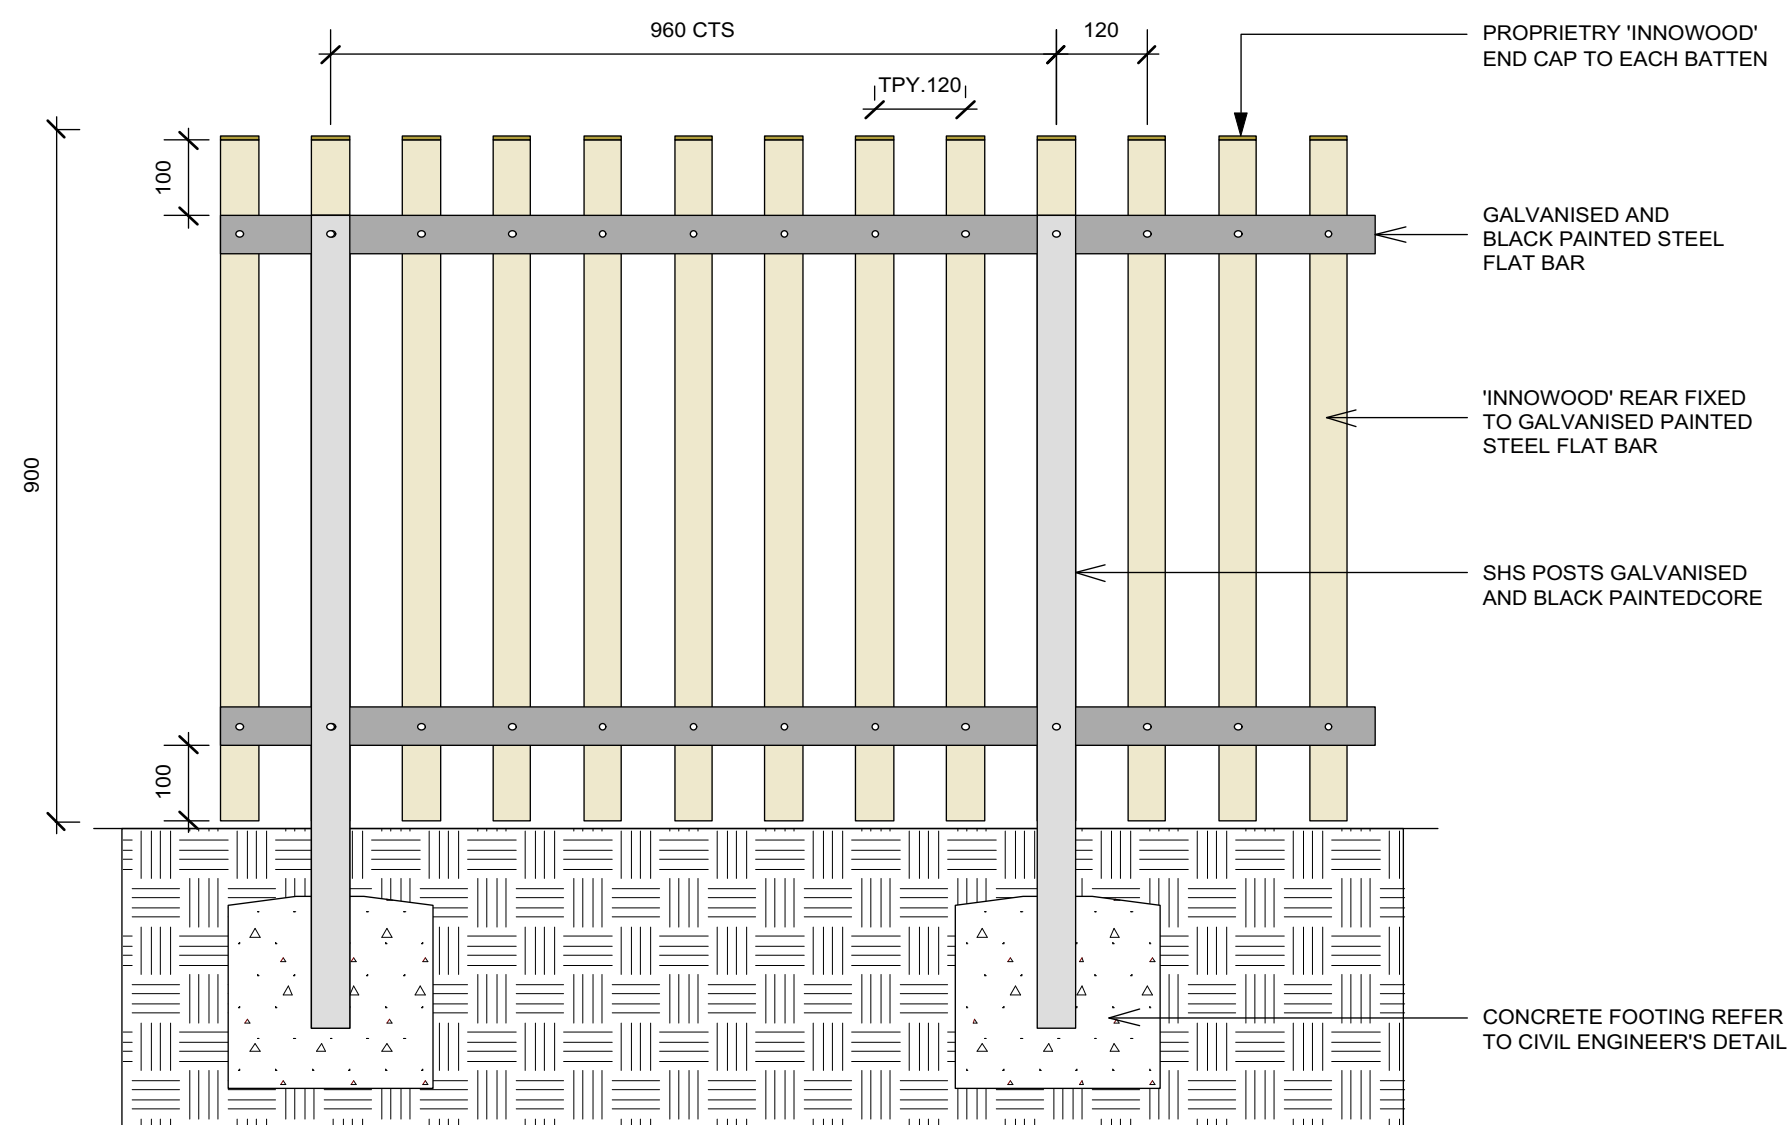 960 CTS
120
TPY.120
PROPRIETRY 'INNOWOOD'
END CAP TO EACH BATTEN
100
GALVANISED AND
BLACK PAINTED STEEL
FLAT BAR
'INNOWOOD' REAR FIXED
TO GALVANISED PAINTED
STEEL FLAT BAR
900
SHS POSTS GALVANISED
AND BLACK PAINTEDCORE
100
CONCRETE FOOTING REFER
TO CIVIL ENGINEER'S DETAIL